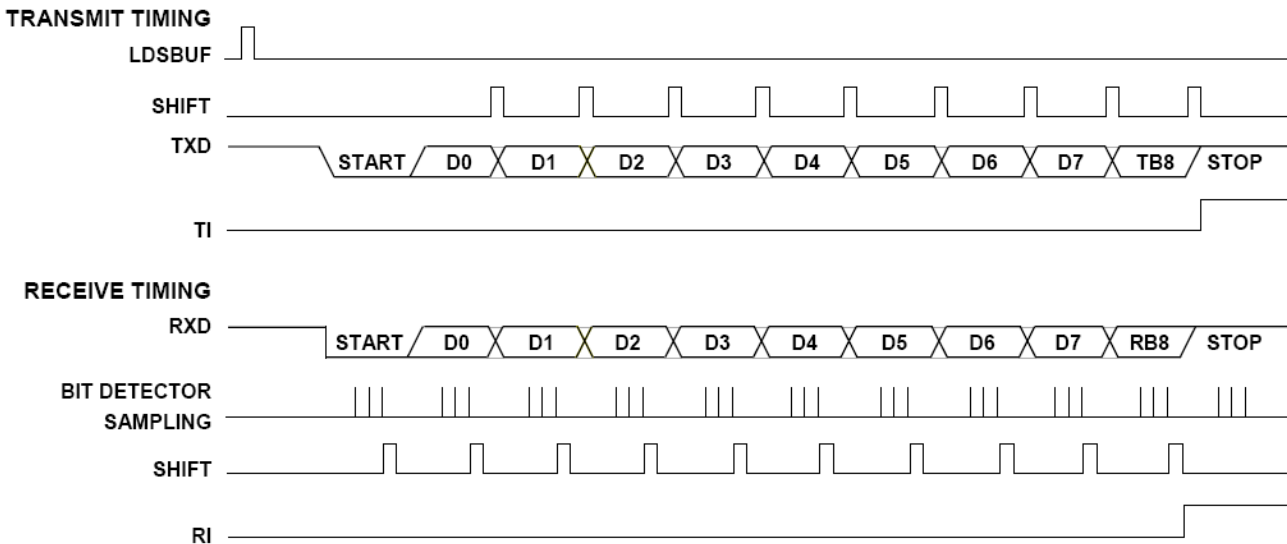 TRANSMIT TIMING
LDSBUF
SHIFT
TXD START D0 D1 D2 D3 D4 D5 D6 D7 TB8 STOP
TI
RECEIVE TIMING
RXD START D0 D1 D2 D3 D4 D5 D6 D7 RB8 STOP
BIT DETECTOR
SAMPLING
SHIFT
RI